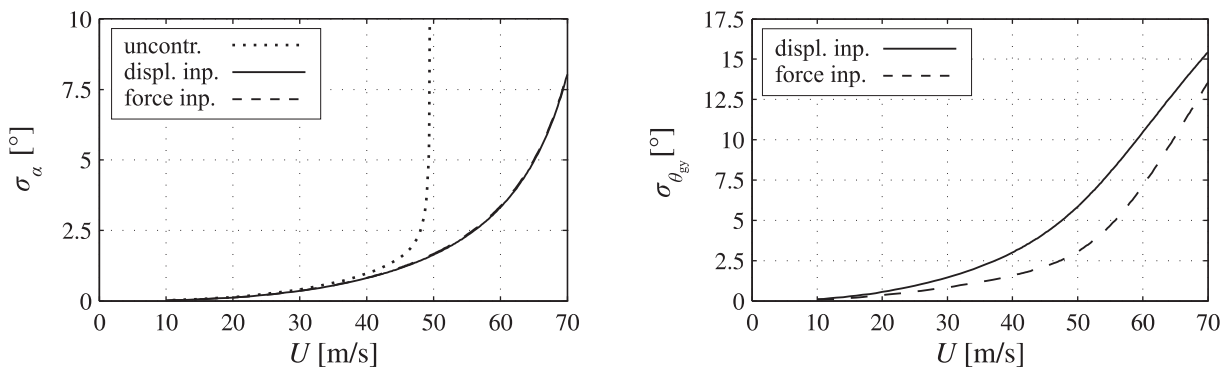 10
7.5
5
2.5
0
σα [°]
uncontr.
displ. inp.
force inp.
0 10 20 30 40 50 60 70
U [m/s]
17.5
15
12.5
10
7.5
5
2.5
0
σθgy [°]
displ. inp.
force inp.
0 10 20 30 40 50 60 70
U [m/s]